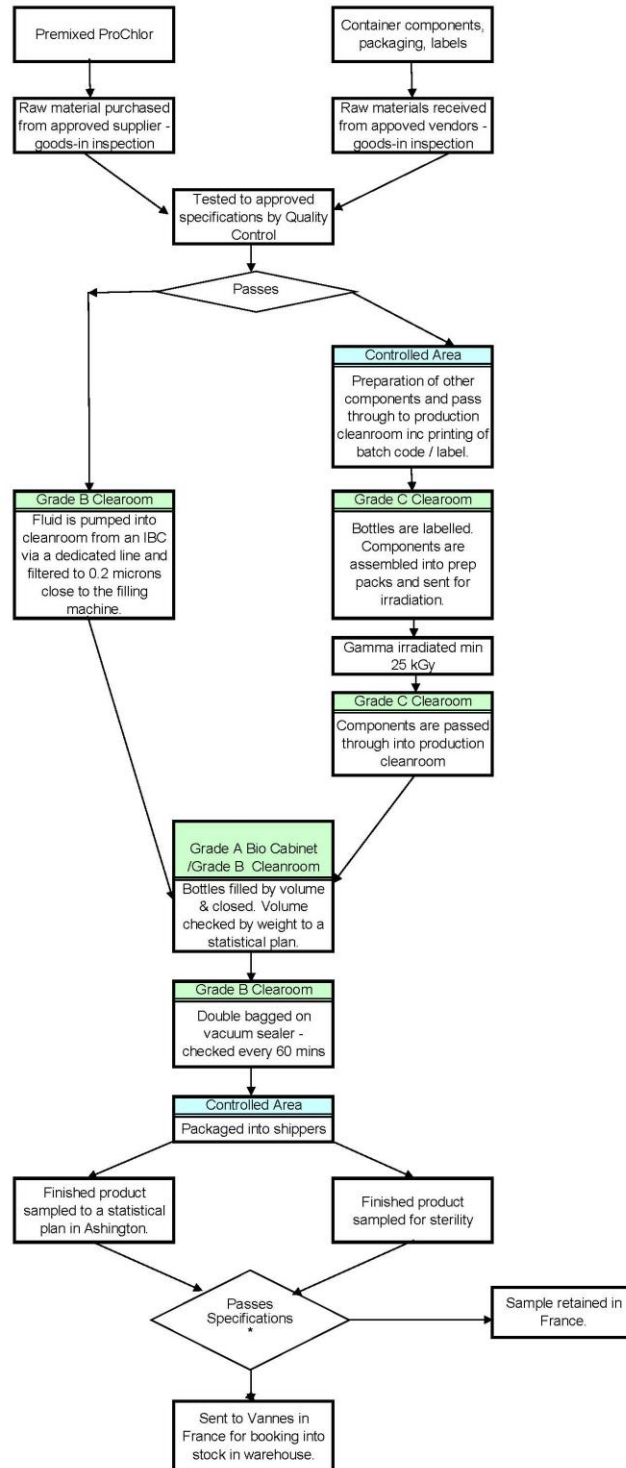 Premixed ProChlor
Container components,
packaging, labels
Raw material purchased
from approved supplier -
goods-in inspection
Raw materials received
from appoved vendors -
goods-in inspection
Tested to approved
specifications by Quality
Control
Passes
Controlled Area
Preparation of other
components and pass
through to production
cleanroom inc printing of
batch code / label.
Grade B Clearoom
Fluid is pumped into
cleanroom from an IBC
via a dedicated line and
filtered to 0.2 microns
close to the filling
machine.
Grade C Clearoom
Bottles are labelled.
Components are
assembled into prep
packs and sent for
irradiation.
Gamma irradiated min
25 kGy
Grade C Clearoom
Components are passed
through into production
cleanroom
Grade A Bio Cabinet
/Grade B Cleanroom
Bottles filled by volume
& closed. Volume
checked by weight to a
statistical plan.
Grade B Clearoom
Double bagged on
vacuum sealer -
checked every 60 mins
Controlled Area
Packaged into shippers
Finished product
sampled to a statistical
plan in Ashington.
Finished product
sampled for sterility
Passes
Specifications
*
Sample retained in
France.
Sent to Vannes in
France for booking into
stock in warehouse.